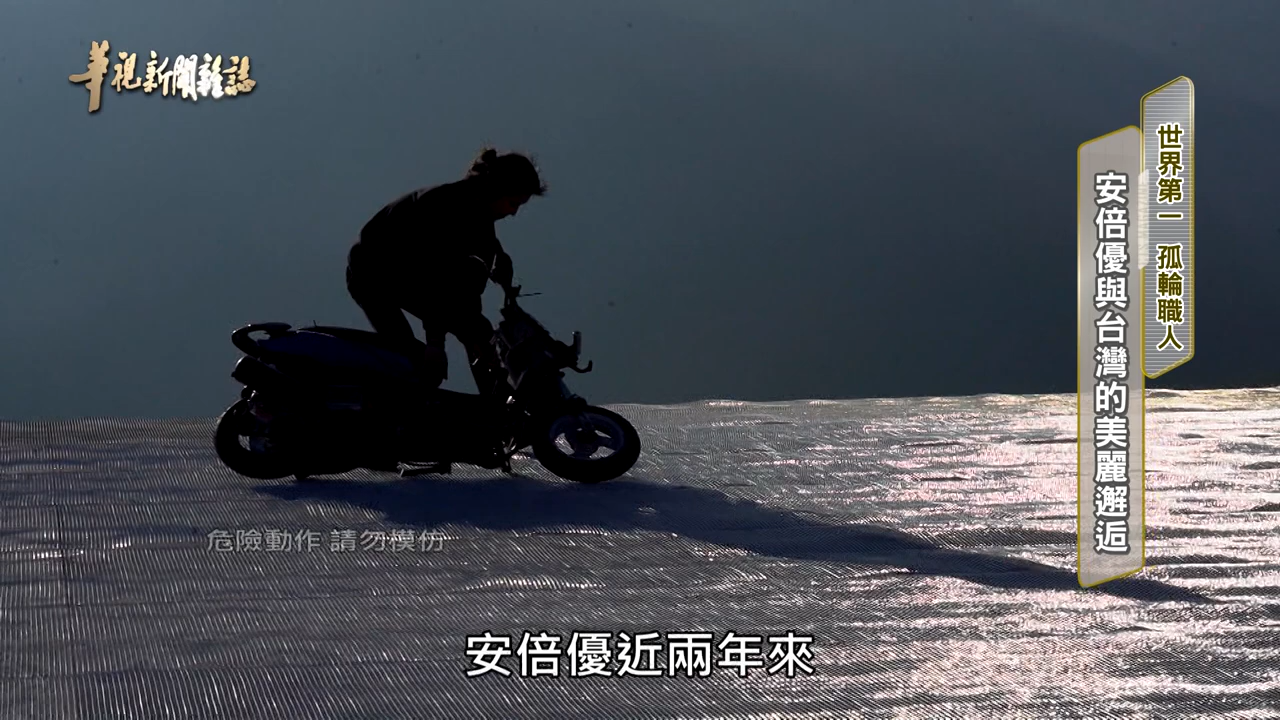 華視新聞雜誌
世界第一 孤輪職人
安倍優與台灣的美麗邂逅
危險動作 請勿模仿
安倍優近兩年來